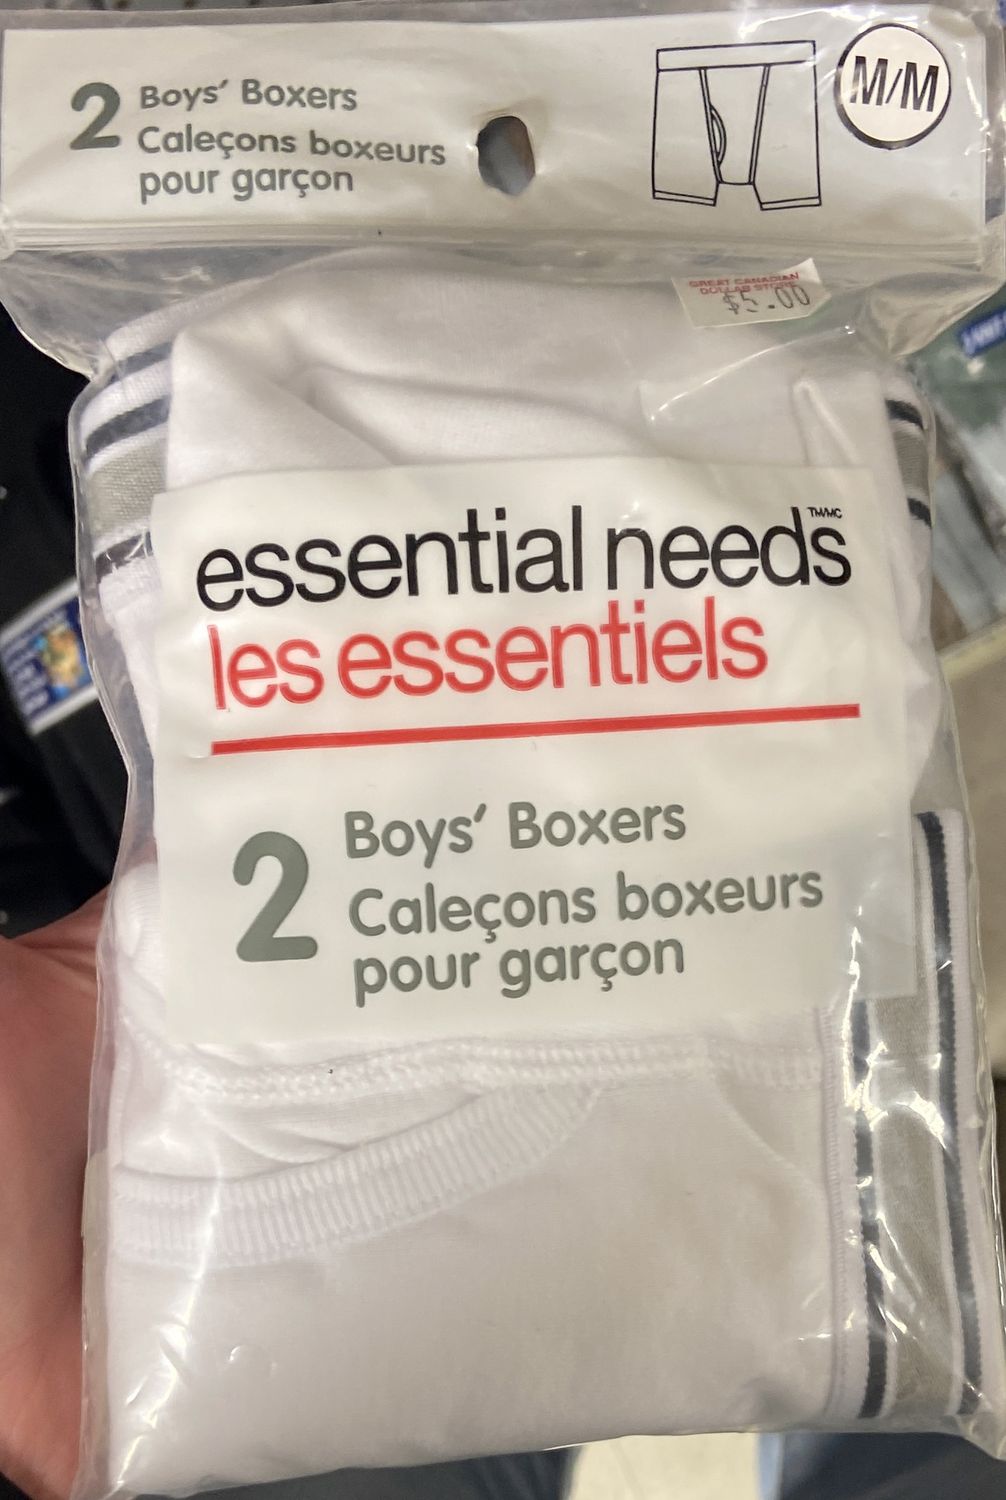 2 Boys' Boxers
Caleçons boxeurs
pour garçon
M/M
GREAT CANADIAN
DOLLAR STORE
$5.00
essential needs TM/MC
les essentiels
2 Boys' Boxers
Caleçons boxeurs
pour garçon